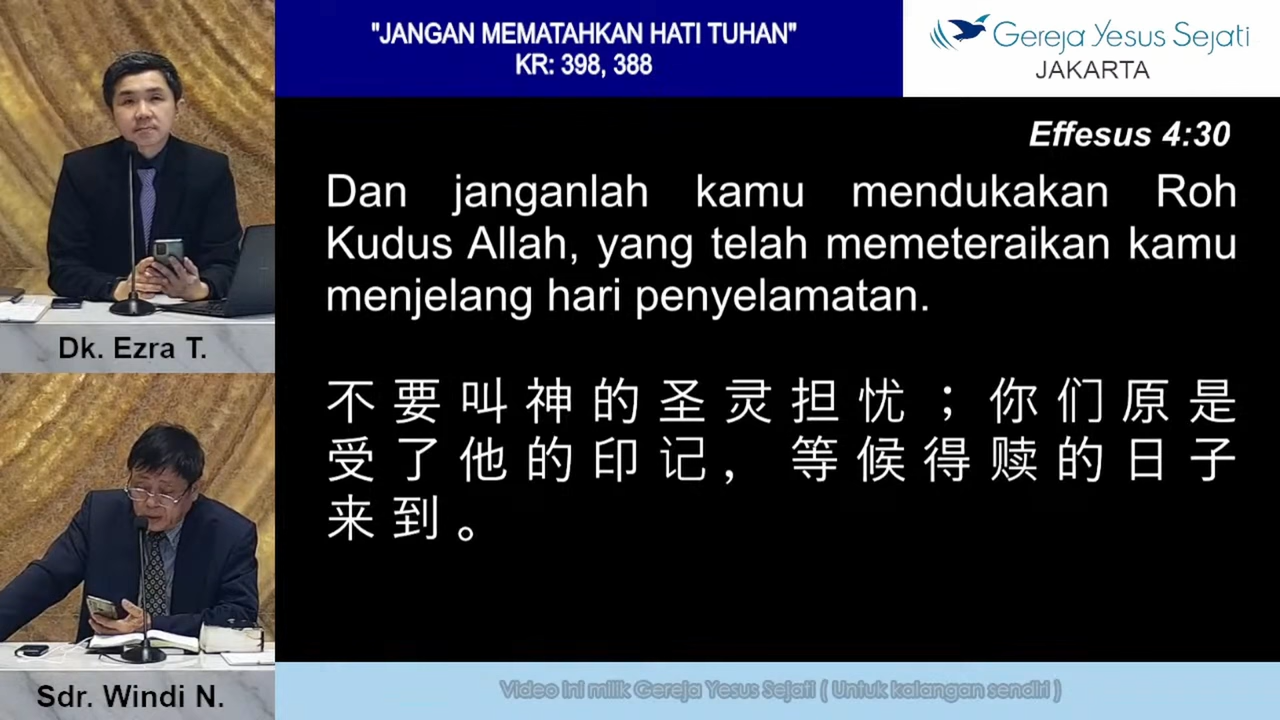 "JANGAN MEMATAHKAN HATI TUHAN"
KR: 398, 388
Gereja Yesus Sejati
JAKARTA
Effesus 4:30
Dan janganlah kamu mendukakan Roh
Kudus Allah, yang telah memeteraikan kamu
menjelang hari penyelamatan.
不要叫神的圣灵担忧；你们原是
受了他的印记，等候得赎的日子
来到。
Dk. Ezra T.
Sdr. Windi N.
Video ini milik Gereja Yesus Sejati ( Untuk kalangan sendiri )